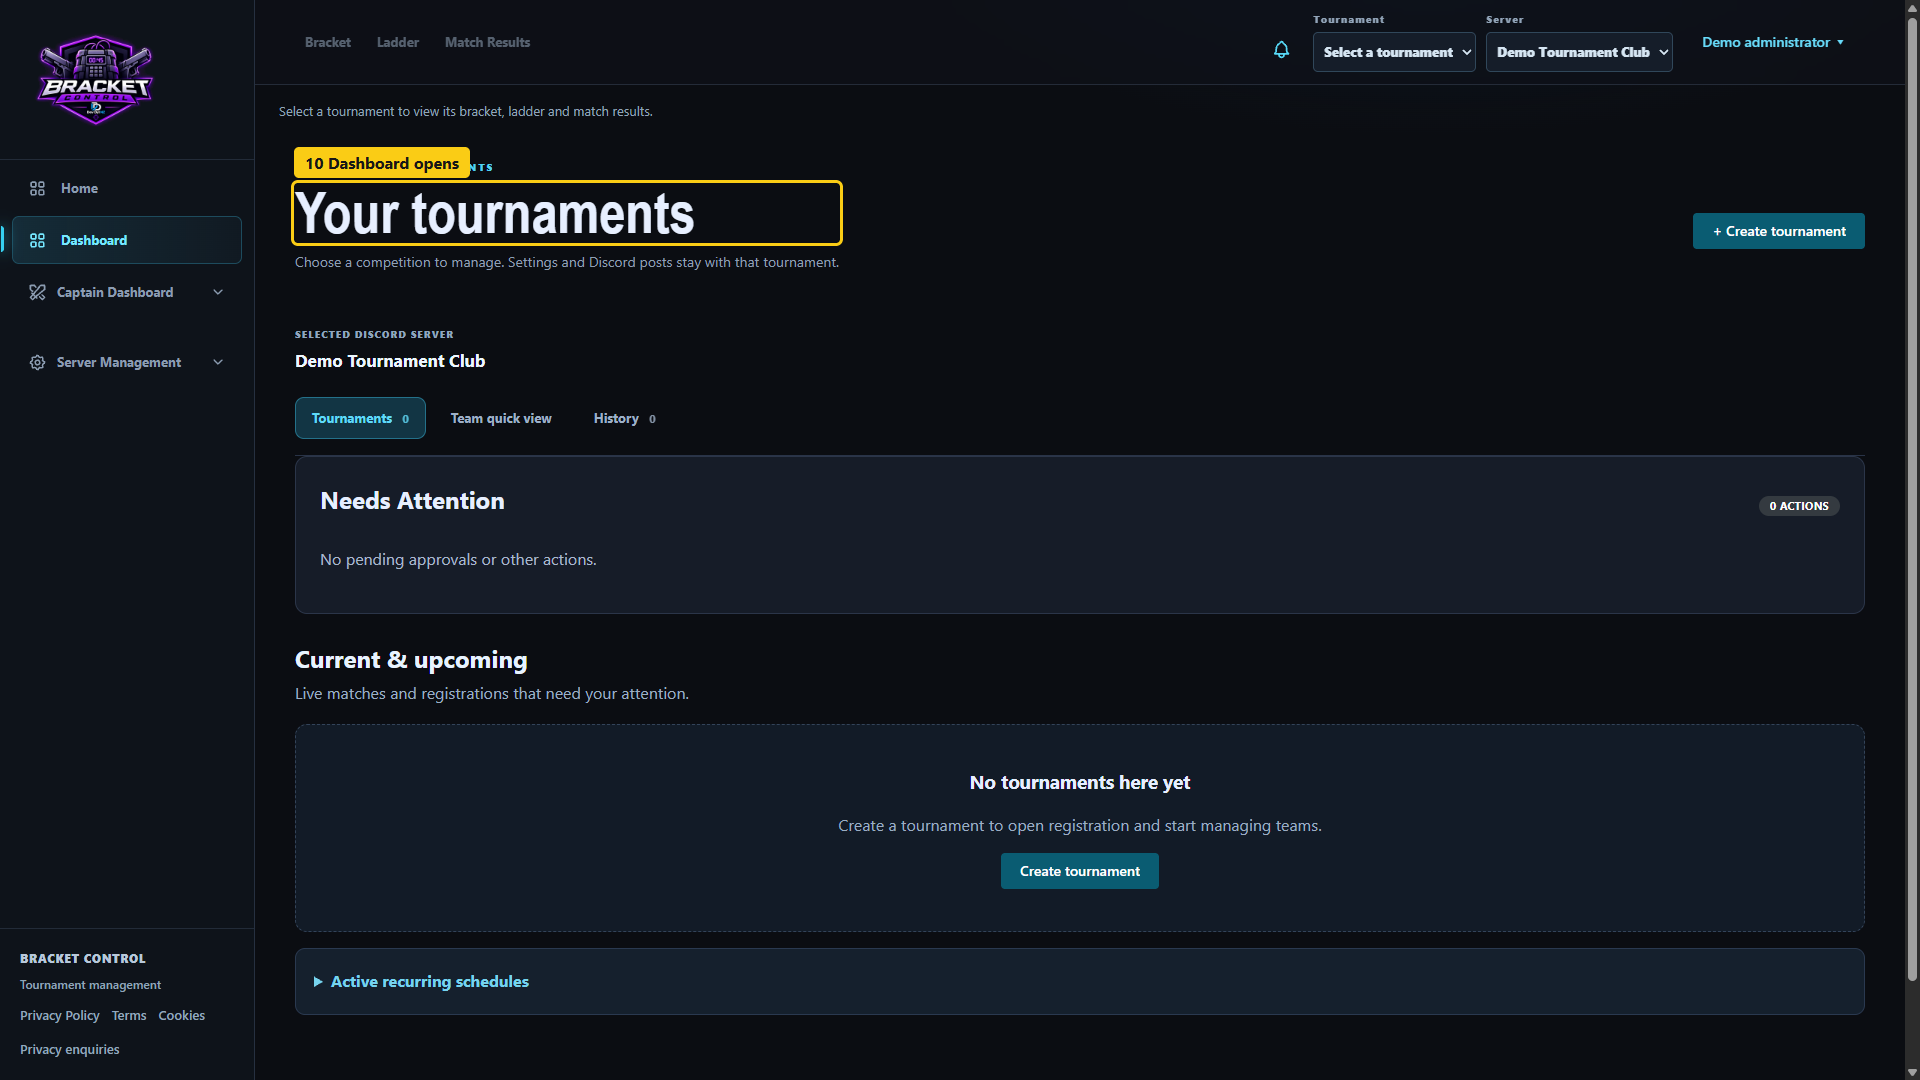 BRACKET
CONTROL
Bracket
Ladder
Match Results
Tournament
Select a tournament
Server
Demo Tournament Club
Demo administrator
Home
Dashboard
Captain Dashboard
Server Management
Select a tournament to view its bracket, ladder and match results.
10 Dashboard opens
NTS
Your tournaments
Choose a competition to manage. Settings and Discord posts stay with that tournament.
+ Create tournament
SELECTED DISCORD SERVER
Demo Tournament Club
Tournaments 0
Team quick view
History 0
Needs Attention
0 ACTIONS
No pending approvals or other actions.
Current & upcoming
Live matches and registrations that need your attention.
No tournaments here yet
Create a tournament to open registration and start managing teams.
Create tournament
Active recurring schedules
BRACKET CONTROL
Tournament management
Privacy Policy Terms Cookies
Privacy enquiries